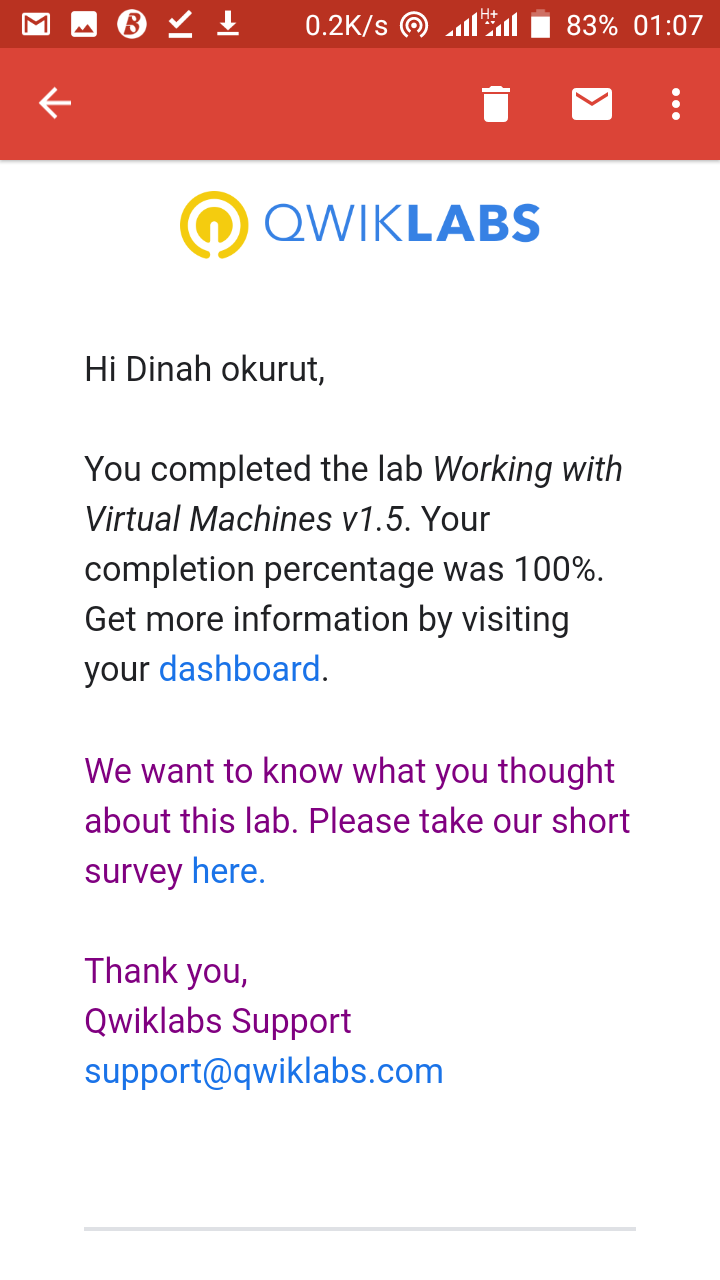 0.2K/s H+ 83% 01:07
QWIKLABS
Hi Dinah okurut,
You completed the lab Working with
Virtual Machines v1.5. Your
completion percentage was 100%.
Get more information by visiting
your dashboard.
We want to know what you thought
about this lab. Please take our short
survey here.
Thank you,
Qwiklabs Support
support@qwiklabs.com